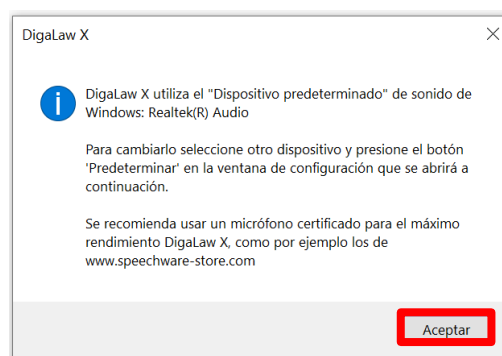 DigaLaw X
DigaLaw X utiliza el "Dispositivo predeterminado" de sonido de
Windows: Realtek(R) Audio
Para cambiarlo seleccione otro dispositivo y presione el botón
'Predeterminar' en la ventana de configuración que se abrirá a
continuación.
Se recomienda usar un micrófono certificado para el máximo
rendimiento DigaLaw X, como por ejemplo los de
www.speechware-store.com
Aceptar